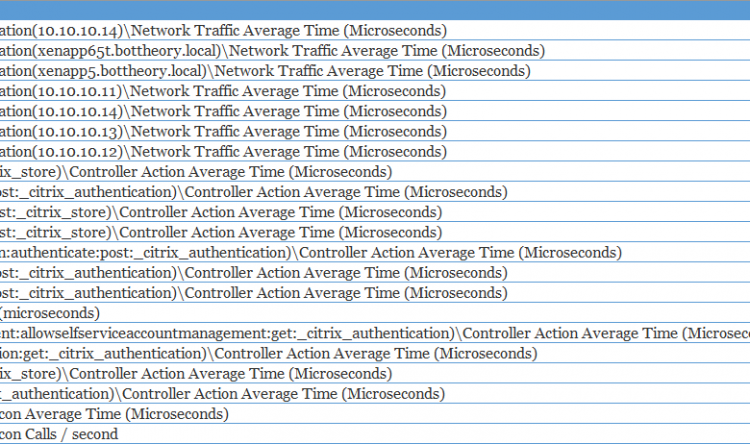 ation(10.10.10.14)\Network Traffic Average Time (Microseconds)
ation(xenapp65t.bottheory.local)\Network Traffic Average Time (Microseconds)
ation(xenapp5.bottheory.local)\Network Traffic Average Time (Microseconds)
ation(10.10.10.11)\Network Traffic Average Time (Microseconds)
ation(10.10.10.14)\Network Traffic Average Time (Microseconds)
ation(10.10.10.13)\Network Traffic Average Time (Microseconds)
ation(10.10.10.12)\Network Traffic Average Time (Microseconds)
ix_store)\Controller Action Average Time (Microseconds)
ost:_citrix_authentication)\Controller Action Average Time (Microseconds)
st:_citrix_store)\Controller Action Average Time (Microseconds)
st:_citrix_store)\Controller Action Average Time (Microseconds)
n:authenticate:post:_citrix_authentication)\Controller Action Average Time (Microseconds)
ost:_citrix_authentication)\Controller Action Average Time (Microseconds)
ost:_citrix_authentication)\Controller Action Average Time (Microseconds)
(microseconds)
ent:allowselfserviceaccountmanagement:get:_citrix_authentication)\Controller Action Average Time (Microsec
ion:get:_citrix_authentication)\Controller Action Average Time (Microseconds)
ix_store)\Controller Action Average Time (Microseconds)
x_authentication)\Controller Action Average Time (Microseconds)
con Average Time (Microseconds)
con Calls / second